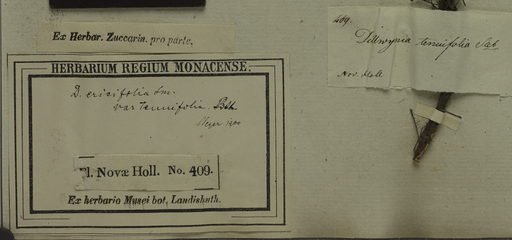 Ex Herbar. Zuccarin. pro parte.
HERBARIUM REGIUM MONACENSE.
D. ericifolia Sm.
var tenuifolia Bth.
Fl. Novæ Holl. No. 409.
Ex herbario Musei bot. Landishuth.
409.
Dillwynia tenuifolia Sieb
Nov. Holl.